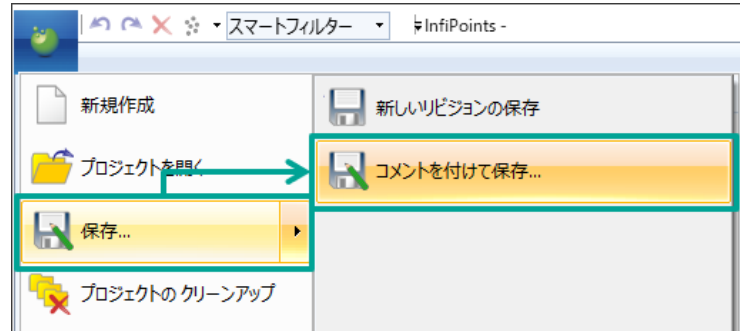 スマートフィルター
InfiPoints -
新規作成
プロジェクトを開く
保存...
プロジェクトの クリーンアップ
新しいリビジョンの保存
コメントを付けて保存...